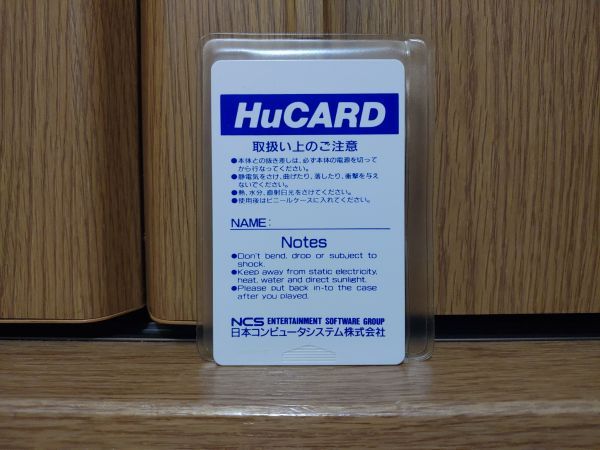 HuCARD
取扱い上のご注意
●本体との抜き差しは、必ず本体の電源を切って
から行なってください。
●静電気をさけ、曲げたり、落したり、衝撃を与え
ないでください。
●熱、水分、直射日光をさけてください。
●使用後はビニールケースに入れてください。
NAME:
Notes
●Don't bend, drop or subject to
shock.
●Keep away from static electricity,
heat, water and direct sunlight.
●Please put back in-to the case
after you played.
NCS ENTERTAINMENT SOFTWARE GROUP
日本コンピュータシステム株式会社